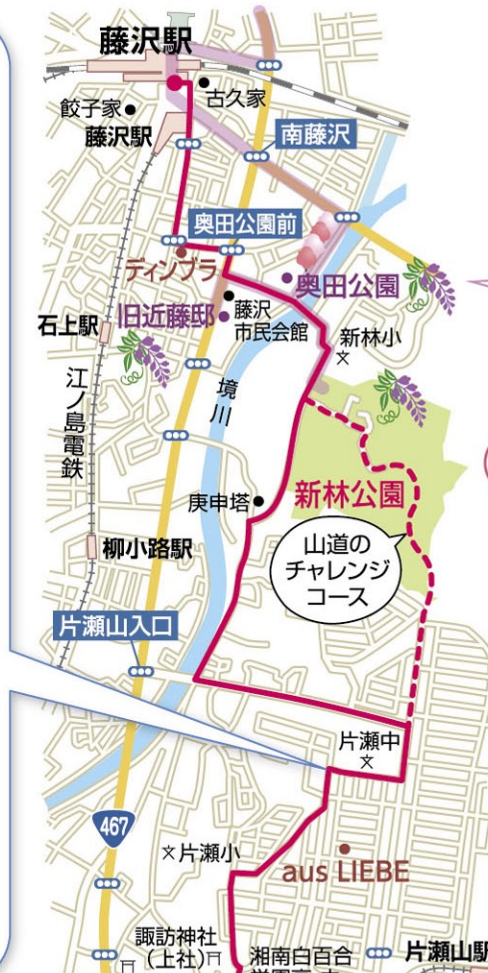 藤沢駅
古久家
餃子家
藤沢駅
南藤沢
奥田公園前
ディンプラ
奥田公園
旧近藤邸
藤沢
市民会館
石上駅
新林小
江ノ島電鉄
境川
新林公園
庚申塔
山道の
チャレンジ
コース
柳小路駅
片瀬山入口
片瀬中
467
片瀬小
aus LIEBE
諏訪神社
(上社)
湘南白百合
片瀬山駅